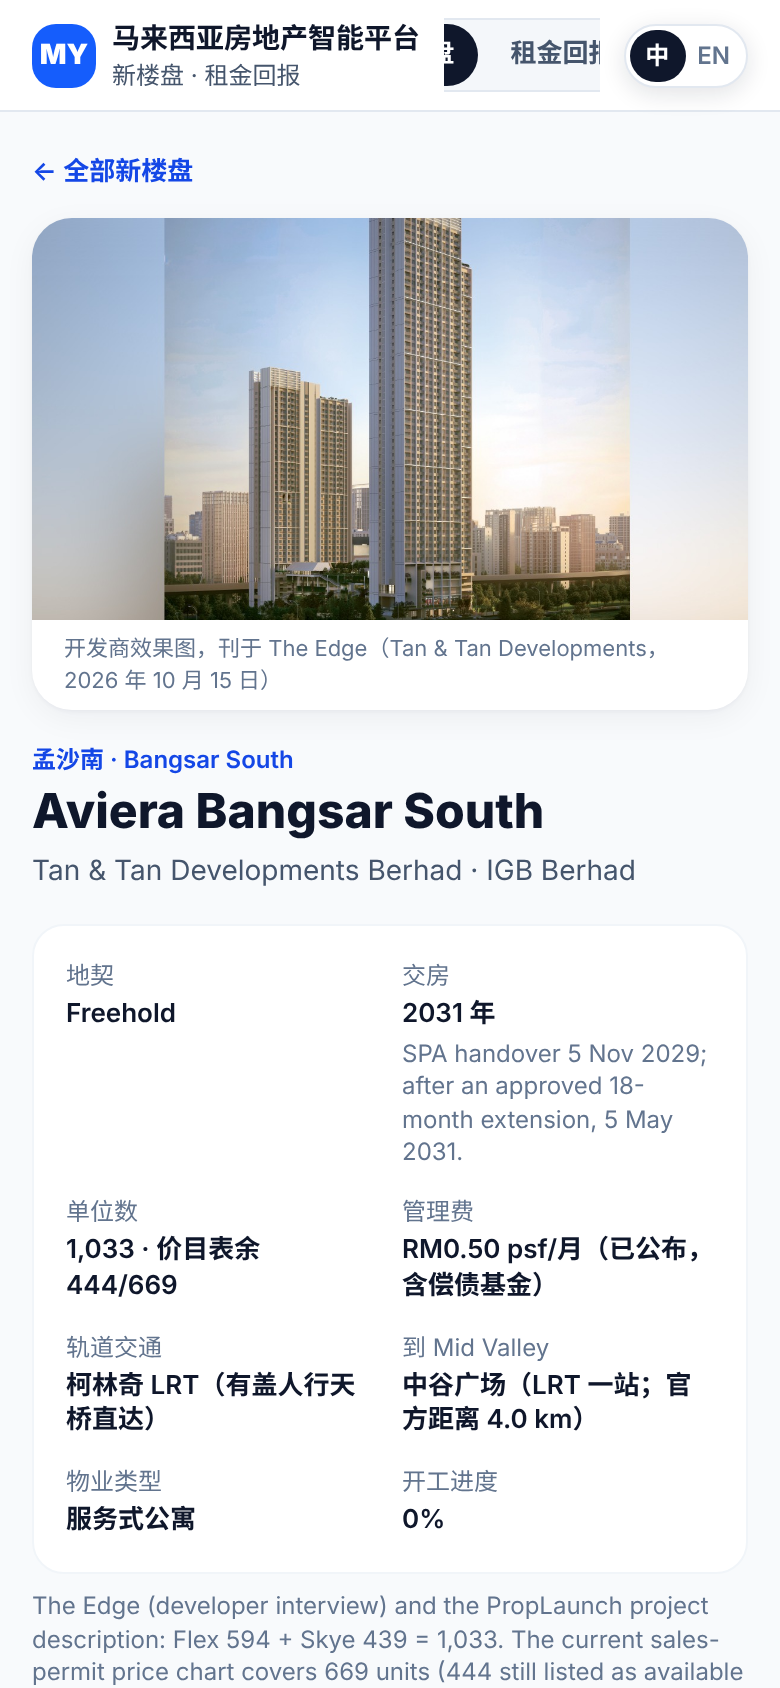 MY
马来西亚房地产智能平台
新楼盘 · 租金回报
租金回
中
EN
← 全部新楼盘
开发商效果图，刊于 The Edge（Tan & Tan Developments，
2026 年 10 月 15 日）
孟沙南 · Bangsar South
Aviera Bangsar South
Tan & Tan Developments Berhad · IGB Berhad
地契
Freehold
交房
2031 年
SPA handover 5 Nov 2029;
after an approved 18-
month extension, 5 May
2031.
单位数
1,033 · 价目表余
444/669
管理费
RM0.50 psf/月（已公布，
含偿债基金）
轨道交通
柯林奇 LRT（有盖人行天
桥直达）
到 Mid Valley
中谷广场（LRT 一站；官
方距离 4.0 km）
物业类型
服务式公寓
开工进度
0%
The Edge (developer interview) and the PropLaunch project
description: Flex 594 + Skye 439 = 1,033. The current sales-
permit price chart covers 669 units (444 still listed as available